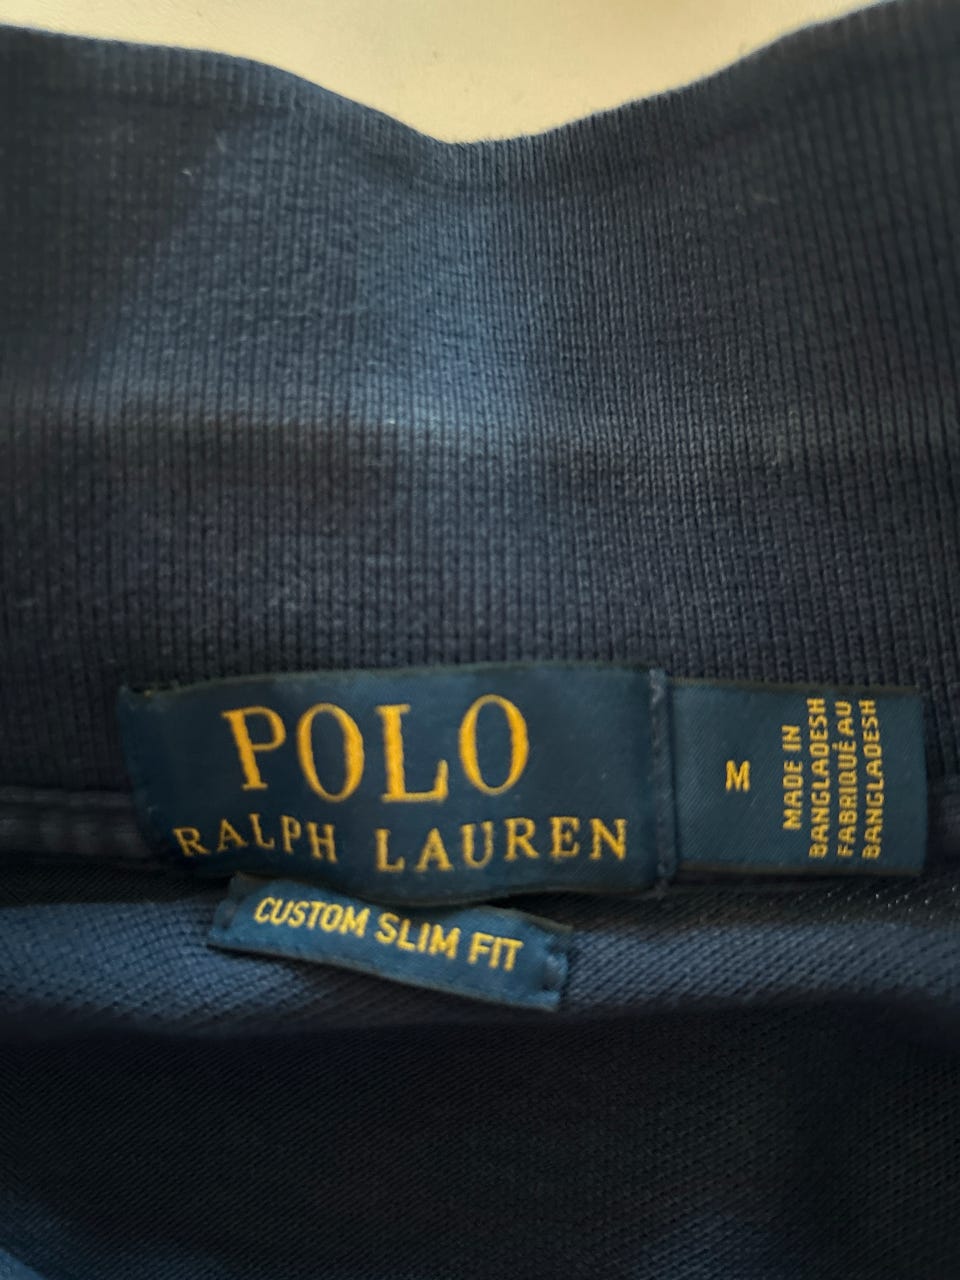 POLO
RALPH LAUREN
CUSTOM SLIM FIT
M
MADE IN
BANGLADESH
FABRIQUÉ AU
BANGLADESH